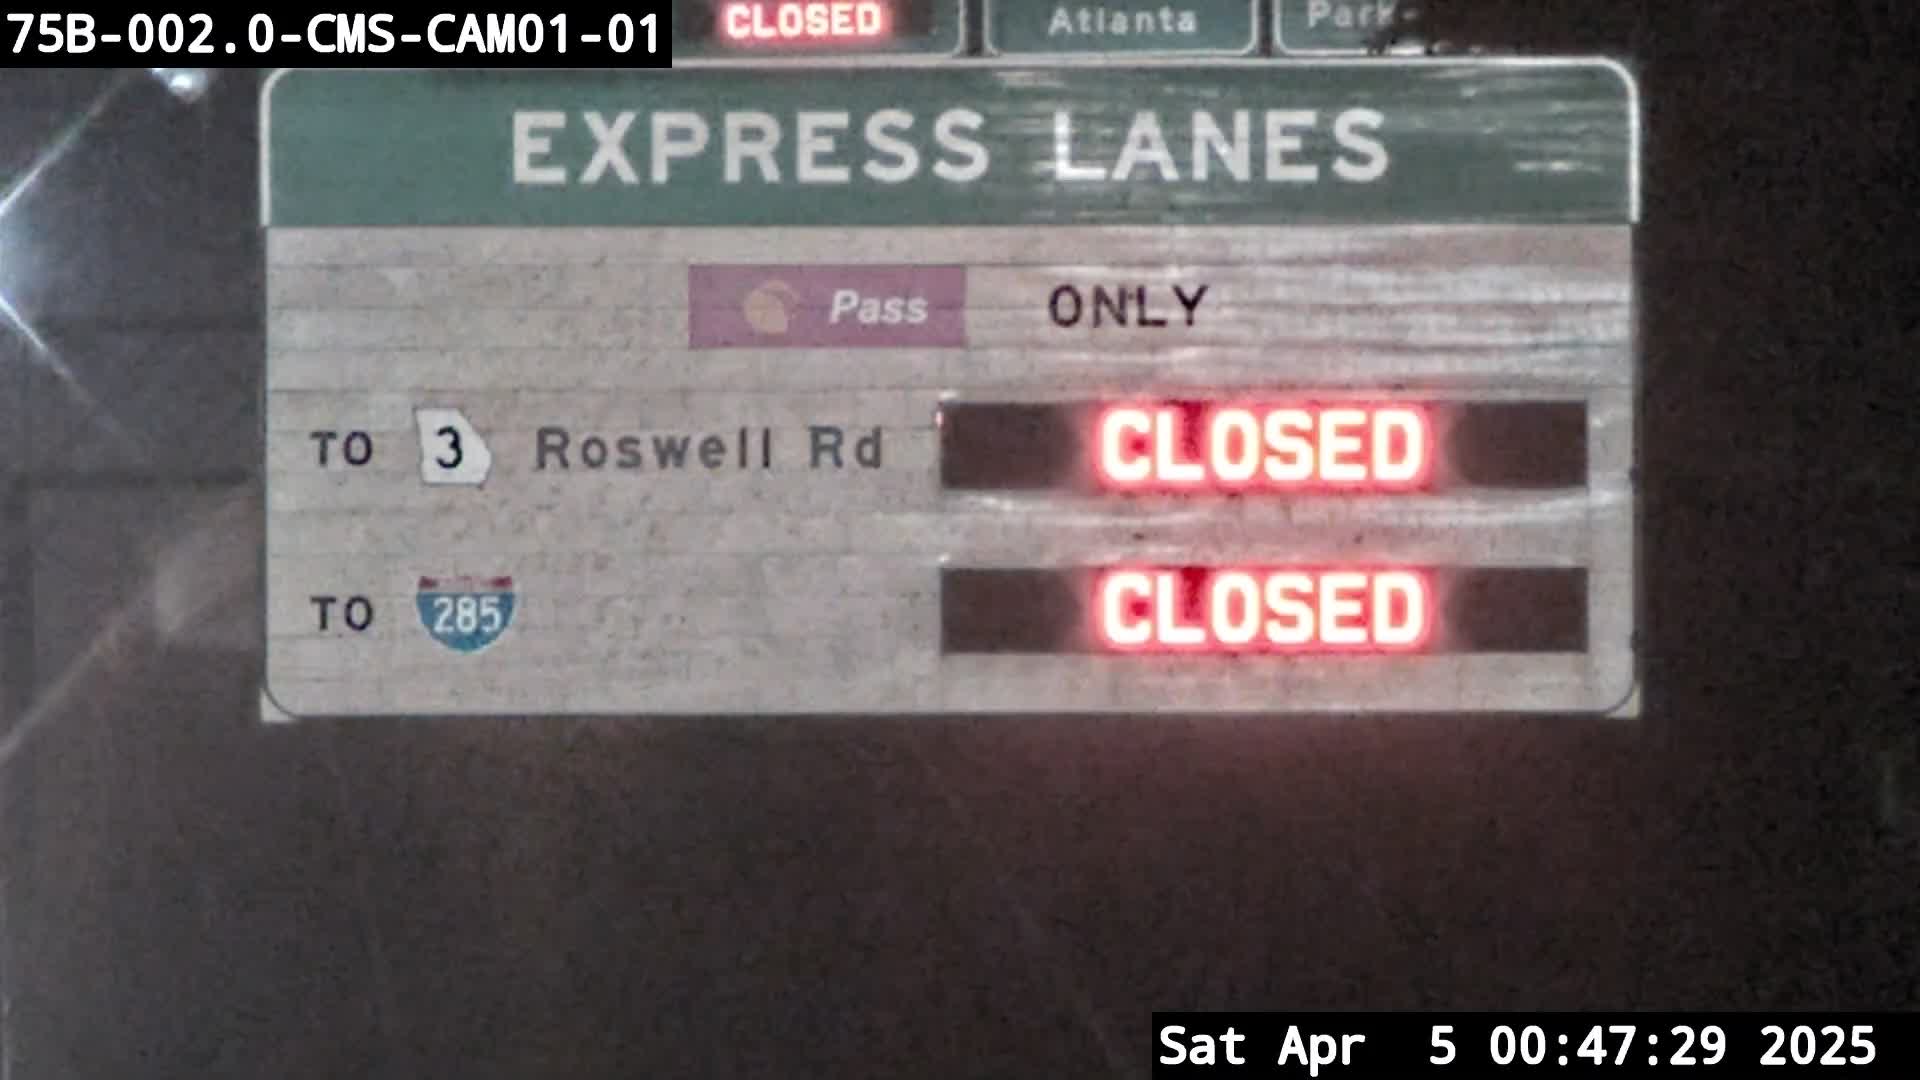 75B-002.0-CMS-CAM01-01
CLOSED
Atlanta
Park-
EXPRESS LANES
Pass ONLY
TO 3 Roswell Rd CLOSED
TO 285 CLOSED
Sat Apr 5 00:47:29 2025